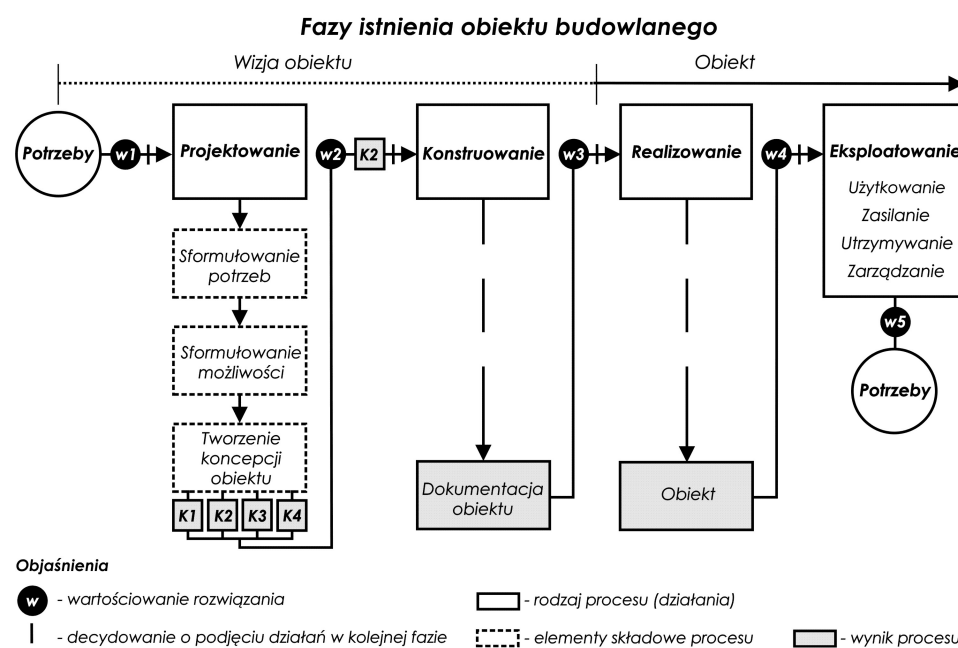 Fazy istnienia obiektu budowlanego
Wizja obiektu
Obiekt
Potrzeby
w1
Projektowanie
w2
K2
Konstruowanie
w3
Realizowanie
w4
Eksploatowanie
Użytkowanie
Zasilanie
Utrzymywanie
Zarządzanie
Sformułowanie
potrzeb
w5
Sformułowanie
możliwości
Potrzeby
Tworzenie
koncepcji
obiektu
K1
K2
K3
K4
Dokumentacja
obiektu
Obiekt
Objaśnienia
w - wartościowanie rozwiązania
- rodzaj procesu (działania)
- decydowanie o podjęciu działań w kolejnej fazie
- elementy składowe procesu
- wynik procesu